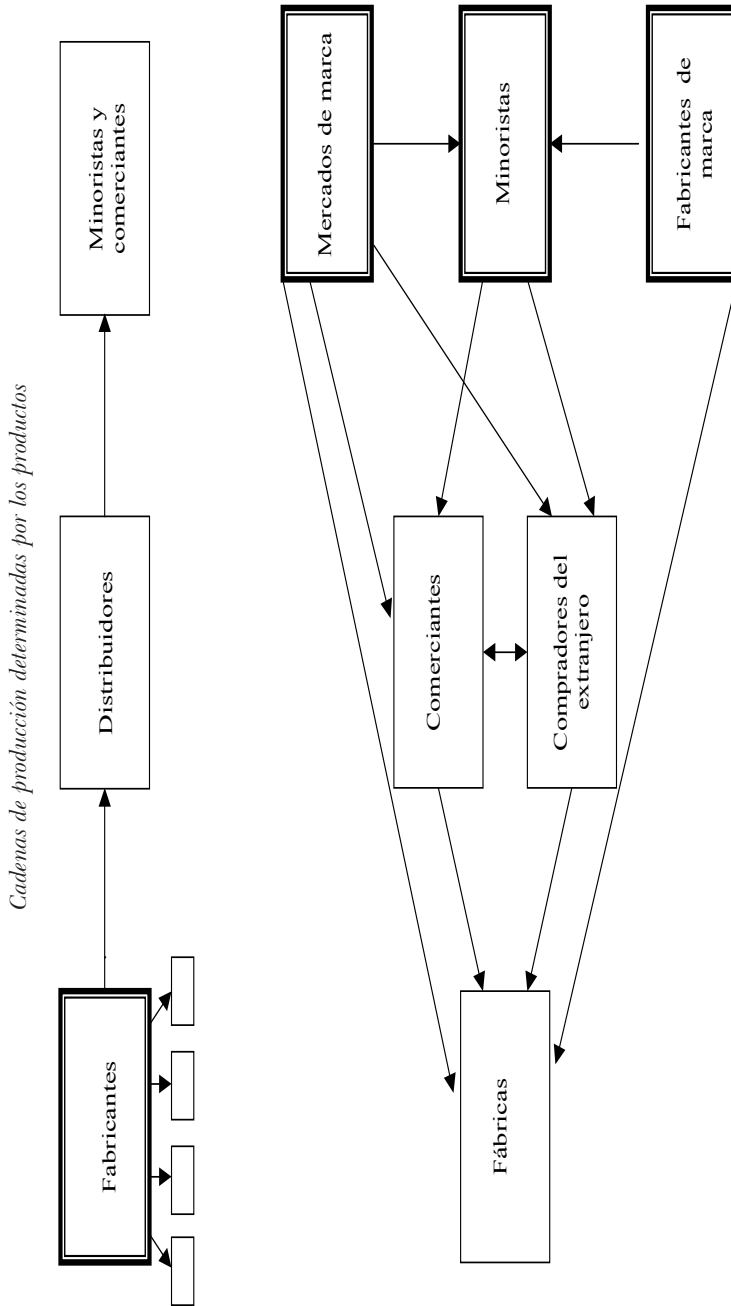 Cadenas de producción determinadas por los productos
Fabricantes
Distribuidores
Minoristas y
comerciantes
Mercados de marca
Comerciantes
Fábricas
Minoristas
Compradores del
extranjero
Fabricantes de
marca